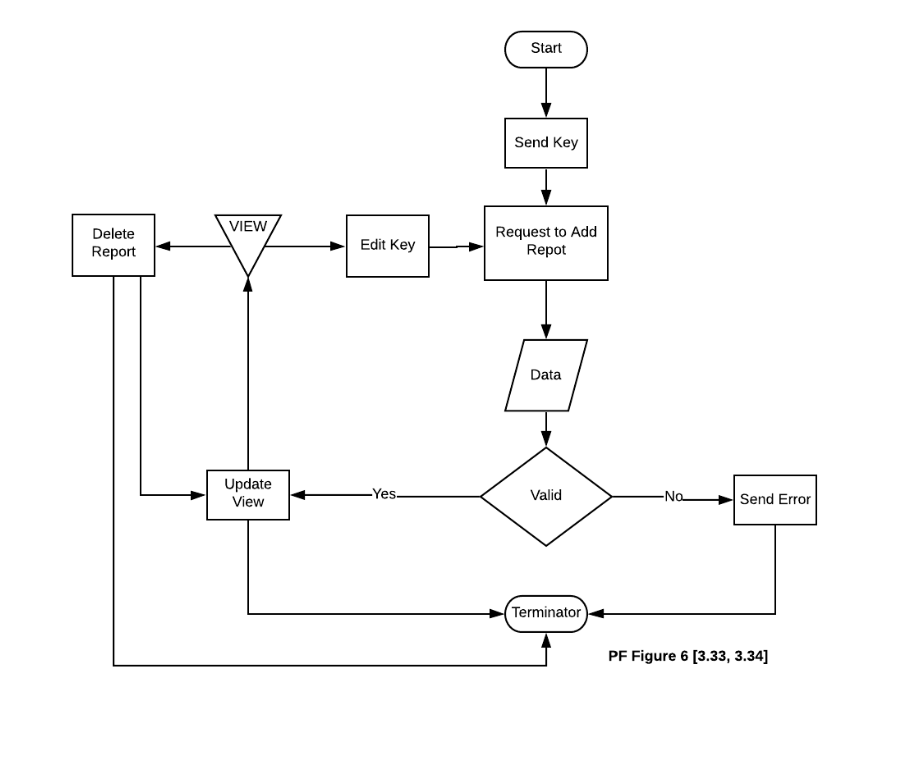 Start
Send Key
Delete
Report
VIEW
Edit Key
Request to Add
Repot
Data
Update
View
Yes
Valid
No
Send Error
Terminator
PF Figure 6 [3.33, 3.34]